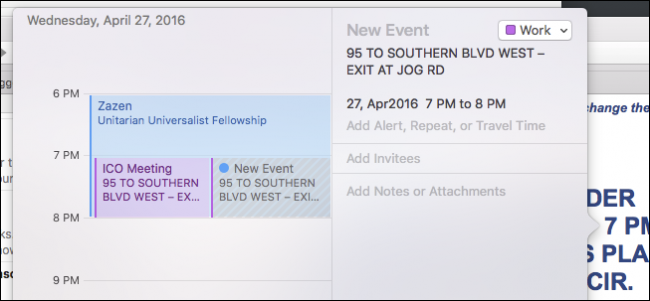 Wednesday, April 27, 2016
6 PM
Zazen
Unitarian Universalist Fellowship
7 PM
ICO Meeting
95 TO SOUTHERN
BLVD WEST – EX...
New Event
95 TO SOUTHERN
BLVD WEST – EXI...
8 PM
9 PM
New Event
Work
95 TO SOUTHERN BLVD WEST –
EXIT AT JOG RD
27, Apr2016 7 PM to 8 PM
Add Alert, Repeat, or Travel Time
Add Invitees
Add Notes or Attachments
change the
DER
7 PM
S PLA
CIR.